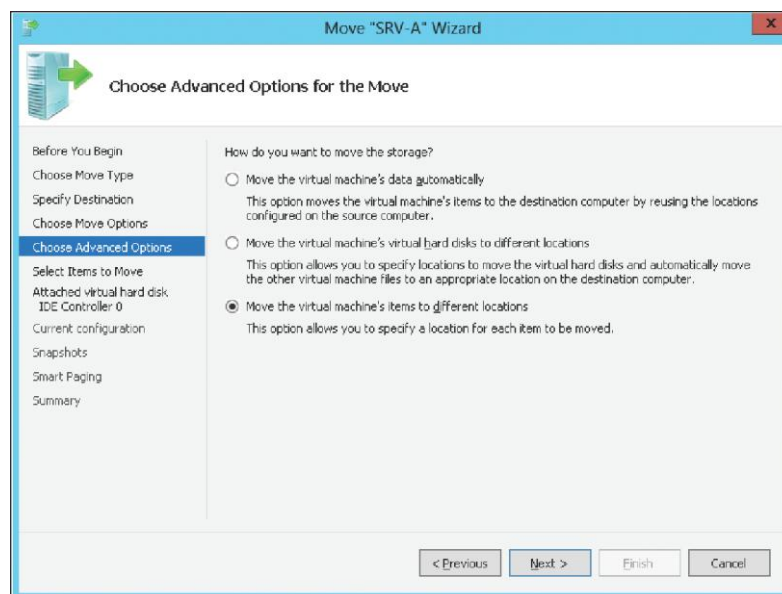 Move "SRV-A" Wizard
x
Choose Advanced Options for the Move
Before You Begin
Choose Move Type
Specify Destination
Choose Move Options
Choose Advanced Options
Select Items to Move
Attached virtual hard disk
IDE Controller 0
Current configuration
Snapshots
Smart Paging
Summary
How do you want to move the storage?
Move the virtual machine's data automatically
This option moves the virtual machine's items to the destination computer by reusing the locations
configured on the source computer.
Move the virtual machine's virtual hard disks to different locations
This option allows you to specify locations to move the virtual hard disks and automatically move
the other virtual machine files to an appropriate location on the destination computer.
Move the virtual machine's items to different locations
This option allows you to specify a location for each item to be moved.
< Previous
Next >
Finish
Cancel